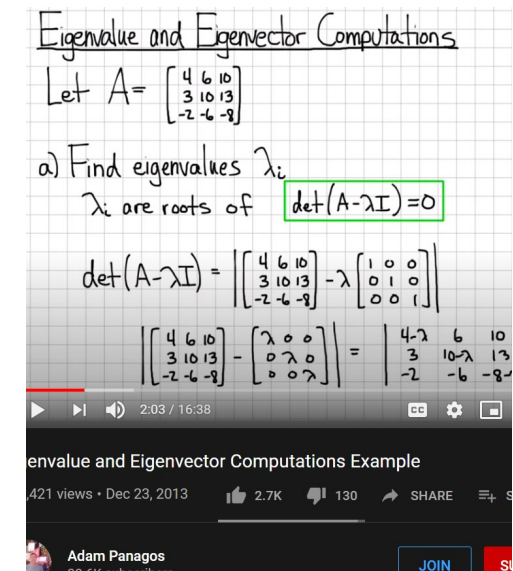 Eigenvalue and Eigenvector Computations
Let A = [4 6 10
3 10 13
-2 -6 -8]
a) Find eigenvalues λi
λi are roots of det(A-λI)=0
det(A-λI) = |[4 6 10
3 10 13
-2 -6 -8] - λ [1 0 0
0 1 0
0 0 1]|
|[4 6 10
3 10 13
-2 -6 -8] - [λ 0 0
0 λ 0
0 0 λ]| = |4-λ 6 10
3 10-λ 13
-2 -6 -8-
2:03 / 16:38
CC
envalue and Eigenvector Computations Example
,421 views • Dec 23, 2013 2.7K 130 SHARE S
Adam Panagos
JOIN SU